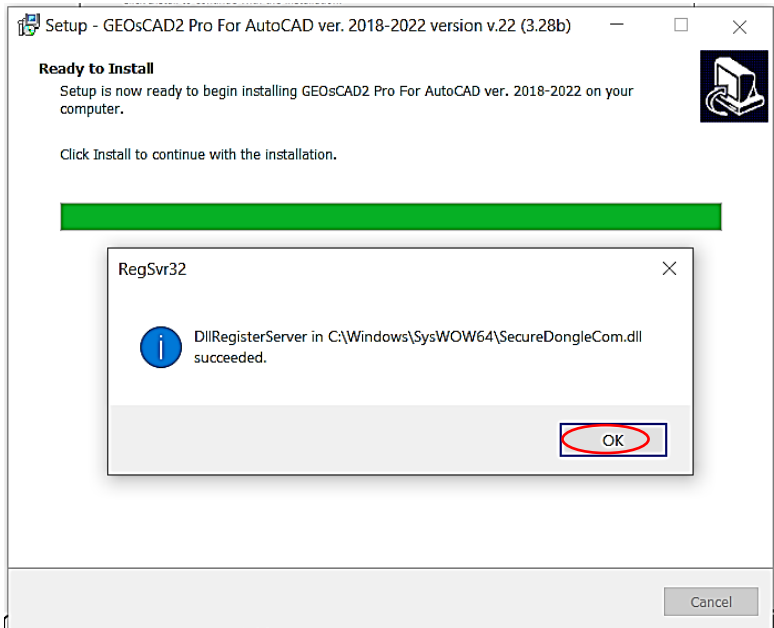 Setup - GEOsCAD2 Pro For AutoCAD ver. 2018-2022 version v.22 (3.28b)
Ready to Install
Setup is now ready to begin installing GEOsCAD2 Pro For AutoCAD ver. 2018-2022 on your
computer.
Click Install to continue with the installation.
RegSvr32
DllRegisterServer in C:\Windows\SysWOW64\SecureDongleCom.dll
succeeded.
OK
Cancel